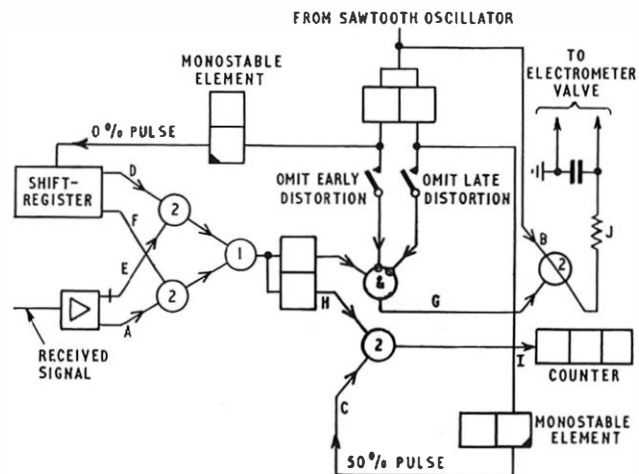 FROM SAWTOOTH OSCILLATOR
MONOSTABLE
ELEMENT
TO
ELECTROMETER
VALVE
0% PULSE
SHIFT-
REGISTER
D
F
E
A
2
2
1
OMIT EARLY
DISTORTION
OMIT LATE
DISTORTION
&
B
2
J
G
H
2
I
COUNTER
C
RECEIVED
SIGNAL
MONOSTABLE
ELEMENT
50% PULSE